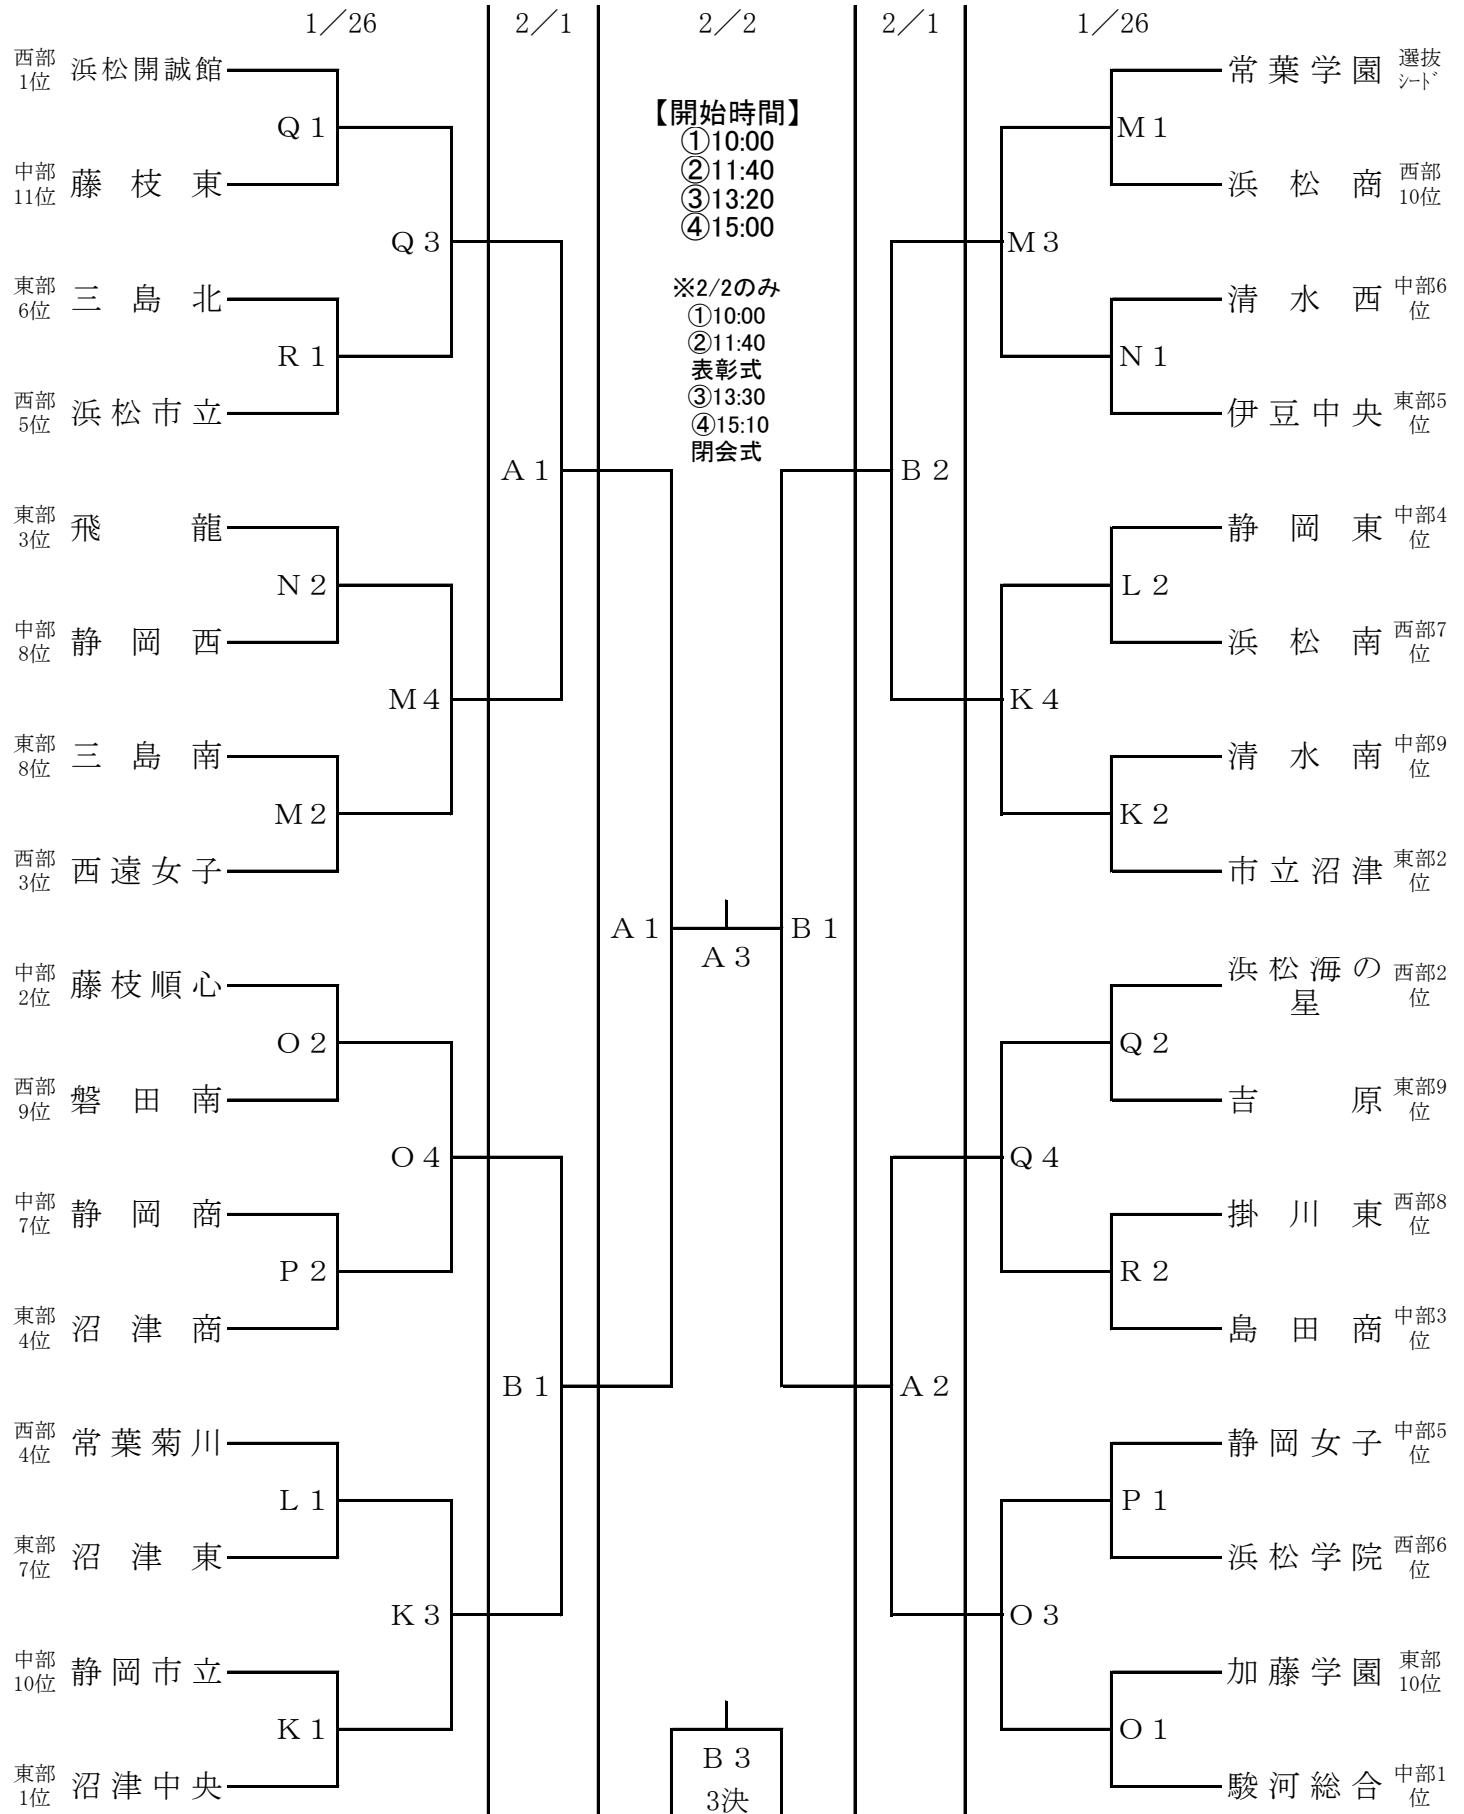 1／26
2／1
2／2
2／1
1／26
西部
1位
浜松開誠館
Q1
中部
11位
藤枝東
Q3
東部
6位
三島北
R1
西部
5位
浜松市立
A1
東部
3位
飛龍
N2
中部
8位
静岡西
M4
東部
8位
三島南
M2
西部
3位
西遠女子
A1
中部
2位
藤枝順心
O2
西部
9位
磐田南
O4
中部
7位
静岡商
P2
東部
4位
沼津商
B1
西部
4位
常葉菊川
L1
東部
7位
沼津東
K3
中部
10位
静岡市立
K1
東部
1位
沼津中央
【開始時間】
①10:00
②11:40
③13:20
④15:00
※2/2のみ
①10:00
②11:40
表彰式
③13:30
④15:10
閉会式
A3
B3
3決
常葉学園
選抜
シード
M1
浜松商
西部
10位
M3
清水西
中部6
位
N1
伊豆中央
東部5
位
B2
静岡東
中部4
位
L2
浜松南
西部7
位
K4
清水南
中部9
位
K2
市立沼津
東部2
位
B1
浜松海の
星
西部2
位
Q2
吉原
東部9
位
Q4
掛川東
西部8
位
R2
島田商
中部3
位
A2
静岡女子
中部5
位
P1
浜松学院
西部6
位
O3
加藤学園
東部
10位
O1
駿河総合
中部1
位